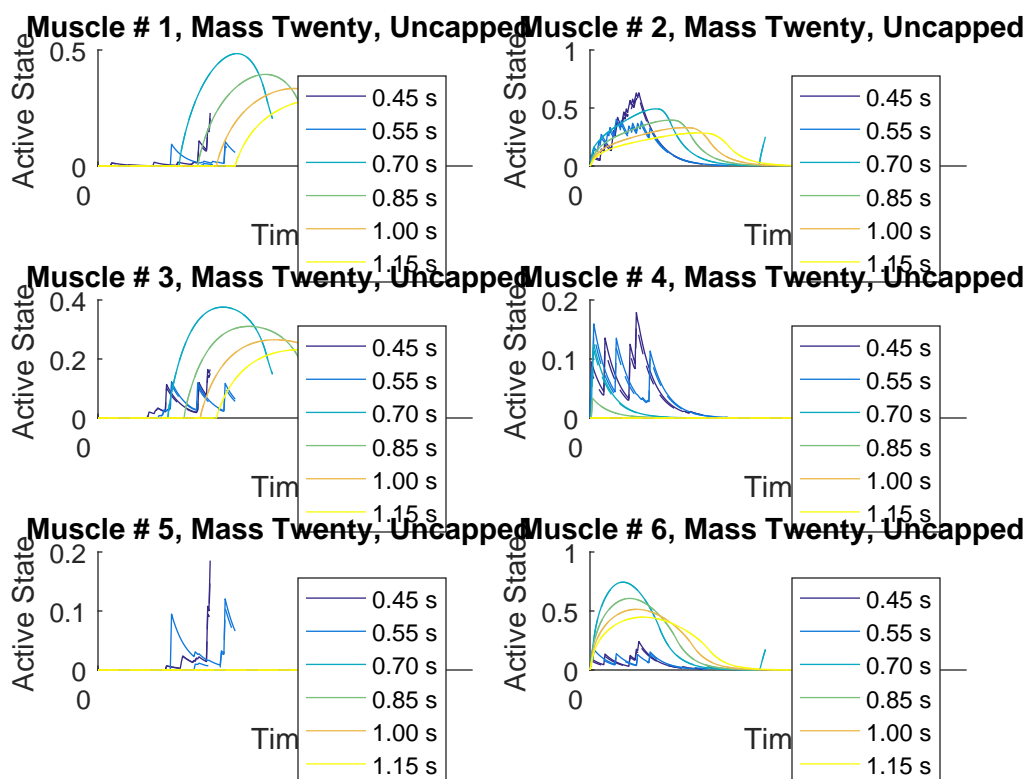 Muscle # 1, Mass Twenty, Uncapped
Active State
0.5
0
0
Tim
0.45 s
0.55 s
0.70 s
0.85 s
1.00 s
1.15 s
Muscle # 2, Mass Twenty, Uncapped
Active State
1
0.5
0
0
Tim
0.45 s
0.55 s
0.70 s
0.85 s
1.00 s
1.15 s
Muscle # 3, Mass Twenty, Uncapped
Active State
0.4
0.2
0
0
Tim
0.45 s
0.55 s
0.70 s
0.85 s
1.00 s
1.15 s
Muscle # 4, Mass Twenty, Uncapped
Active State
0.2
0.1
0
0
Tim
0.45 s
0.55 s
0.70 s
0.85 s
1.00 s
1.15 s
Muscle # 5, Mass Twenty, Uncapped
Active State
0.2
0.1
0
0
Tim
0.45 s
0.55 s
0.70 s
0.85 s
1.00 s
1.15 s
Muscle # 6, Mass Twenty, Uncapped
Active State
1
0.5
0
0
Tim
0.45 s
0.55 s
0.70 s
0.85 s
1.00 s
1.15 s